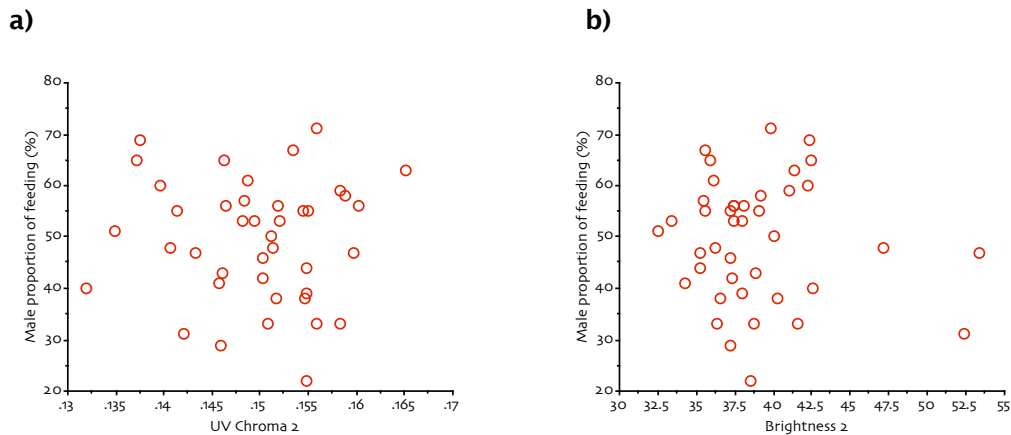 a)
80
70
60
50
40
30
20
Male proportion of feeding (%)
.13 .135 .14 .145 .15 .155 .16 .165 .17
UV Chroma 2
b)
80
70
60
50
40
30
20
Male proportion of feeding (%)
30 32.5 35 37.5 40 42.5 45 47.5 50 52.5 55
Brightness 2